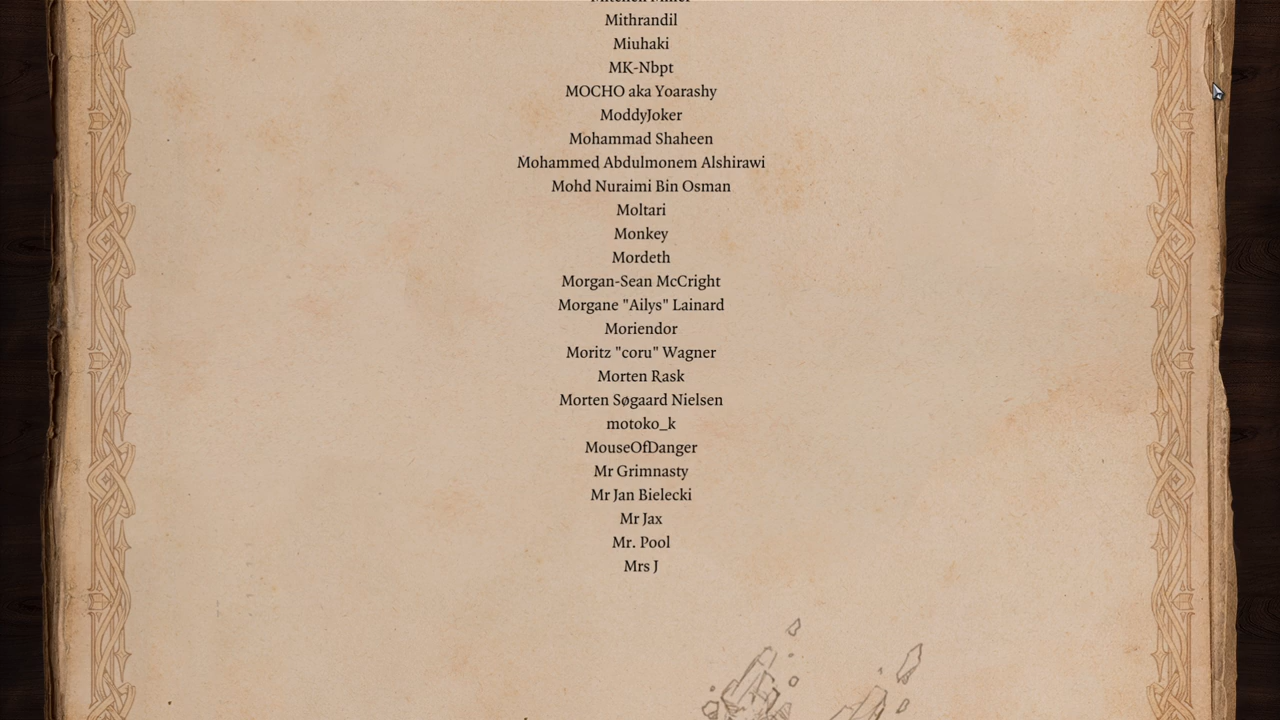 Mithrandil
Miuhaki
MK-Nbpt
MOCHO aka Yoarashy
ModdyJoker
Mohammad Shaheen
Mohammed Abdulmonem Alshirawi
Mohd Nuraimi Bin Osman
Moltari
Monkey
Mordeth
Morgan-Sean McCright
Morgane "Ailys" Lainard
Moriendor
Moritz "coru" Wagner
Morten Rask
Morten Søgaard Nielsen
motoko_k
MouseOfDanger
Mr Grimnasty
Mr Jan Bielecki
Mr Jax
Mr. Pool
Mrs J